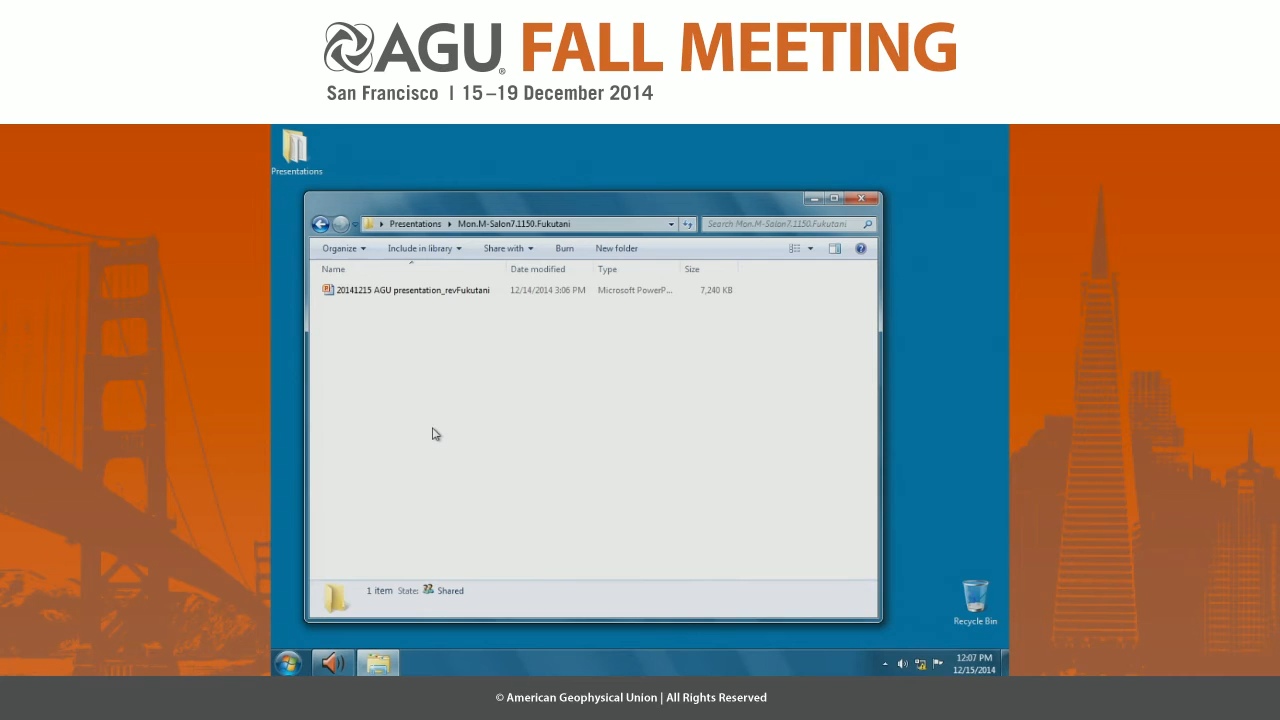 AGU FALL MEETING
San Francisco | 15–19 December 2014
Presentations
Presentations Mon.M-Salon7.1150.Fukutani
Search Mon.M-Salon7.1150.Fukutani
Organize Include in library Share with Burn New folder
Name Date modified Type Size
20141215 AGU presentation_revFukutani 12/14/2014 3:06 PM Microsoft PowerP... 7,240 KB
1 item State: Shared
Recycle Bin
12:07 PM
12/15/2014
© American Geophysical Union | All Rights Reserved